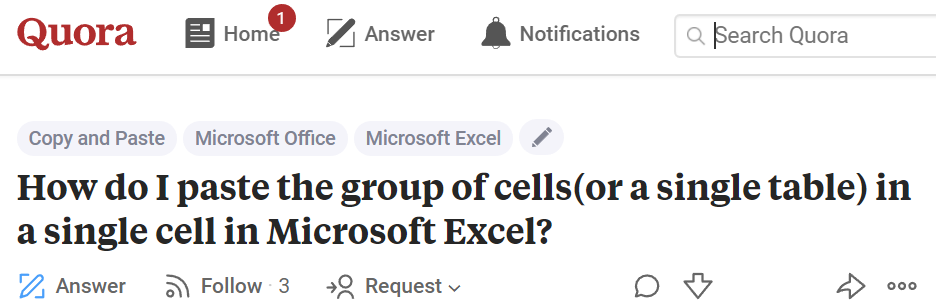 Quora Home 1 Answer Notifications Search Quora
Copy and Paste Microsoft Office Microsoft Excel
How do I paste the group of cells(or a single table) in
a single cell in Microsoft Excel?
Answer Follow · 3 Request